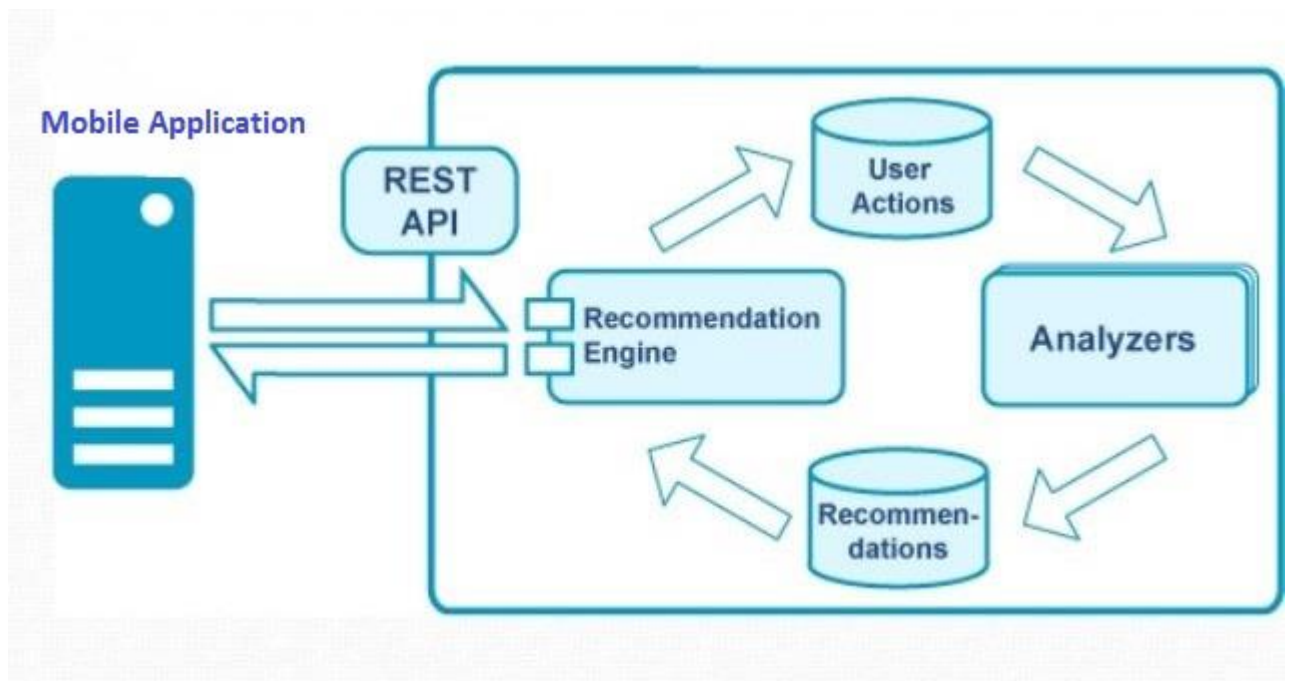 Mobile Application
REST
API
User
Actions
Recommendation
Engine
Analyzers
Recommen-
dations